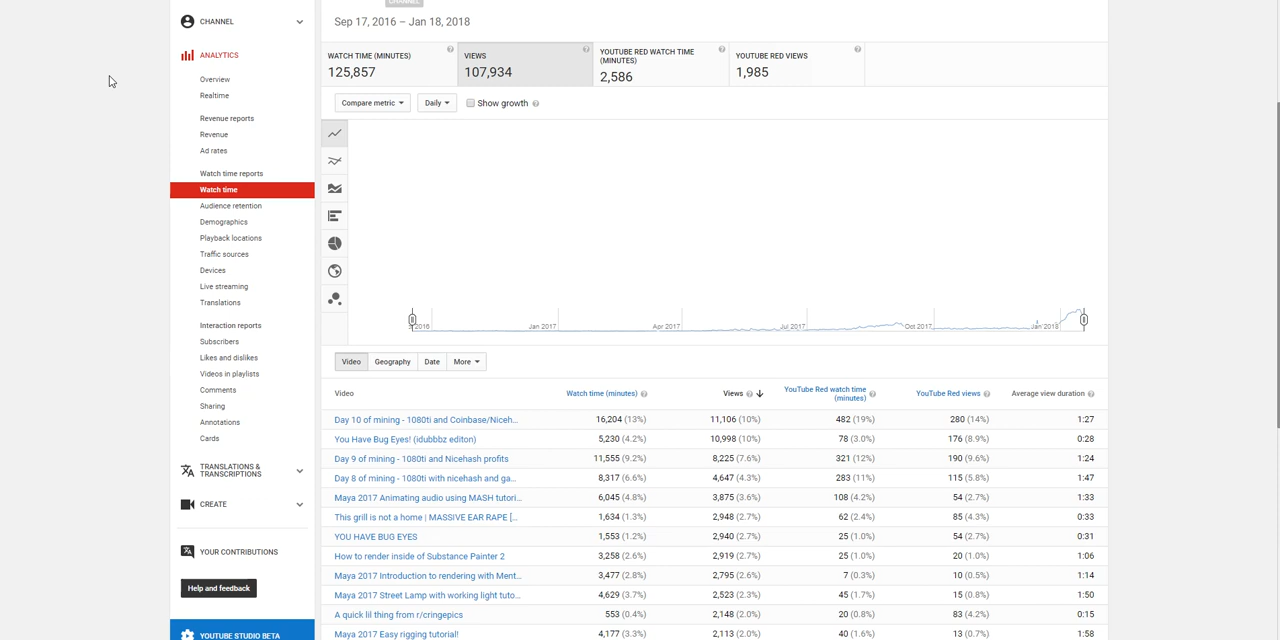 CHANNEL
CHANNEL
Sep 17, 2016 – Jan 18, 2018
ANALYTICS
Overview
Realtime
Revenue reports
Revenue
Ad rates
Watch time reports
Watch time
Audience retention
Demographics
Playback locations
Traffic sources
Devices
Live streaming
Translations
Interaction reports
Subscribers
Likes and dislikes
Videos in playlists
Comments
Sharing
Annotations
Cards
TRANSLATIONS &
TRANSCRIPTIONS
CREATE
YOUR CONTRIBUTIONS
Help and feedback
YOUTUBE STUDIO BETA
WATCH TIME (MINUTES)
125,857
VIEWS
107,934
YOUTUBE RED WATCH TIME
(MINUTES)
2,586
YOUTUBE RED VIEWS
1,985
Compare metric
Daily
Show growth
2016
Jan 2017
Apr 2017
Jul 2017
Oct 2017
Jan 2018
Video Geography Date More
Video Watch time (minutes) Views YouTube Red watch time (minutes) YouTube Red views Average view duration
Day 10 of mining - 1080ti and Coinbase/Niceh... 16,204 (13%) 11,106 (10%) 482 (19%) 280 (14%) 1:27
You Have Bug Eyes! (idubbbz editon) 5,230 (4.2%) 10,998 (10%) 78 (3.0%) 176 (8.9%) 0:28
Day 9 of mining - 1080ti and Nicehash profits 11,555 (9.2%) 8,225 (7.6%) 321 (12%) 190 (9.6%) 1:24
Day 8 of mining - 1080ti with nicehash and ga... 8,317 (6.6%) 4,647 (4.3%) 283 (11%) 115 (5.8%) 1:47
Maya 2017 Animating audio using MASH tutori... 6,045 (4.8%) 3,875 (3.6%) 108 (4.2%) 54 (2.7%) 1:33
This grill is not a home | MASSIVE EAR RAPE [... 1,634 (1.3%) 2,948 (2.7%) 62 (2.4%) 85 (4.3%) 0:33
YOU HAVE BUG EYES 1,553 (1.2%) 2,940 (2.7%) 25 (1.0%) 54 (2.7%) 0:31
How to render inside of Substance Painter 2 3,258 (2.6%) 2,919 (2.7%) 25 (1.0%) 20 (1.0%) 1:06
Maya 2017 Introduction to rendering with Ment... 3,477 (2.8%) 2,795 (2.6%) 7 (0.3%) 10 (0.5%) 1:14
Maya 2017 Street Lamp with working light tuto... 4,629 (3.7%) 2,523 (2.3%) 45 (1.7%) 15 (0.8%) 1:50
A quick lil thing from r/cringepics 553 (0.4%) 2,148 (2.0%) 20 (0.8%) 83 (4.2%) 0:15
Maya 2017 Easy rigging tutorial! 4,177 (3.3%) 2,113 (2.0%) 40 (1.6%) 13 (0.7%) 1:58